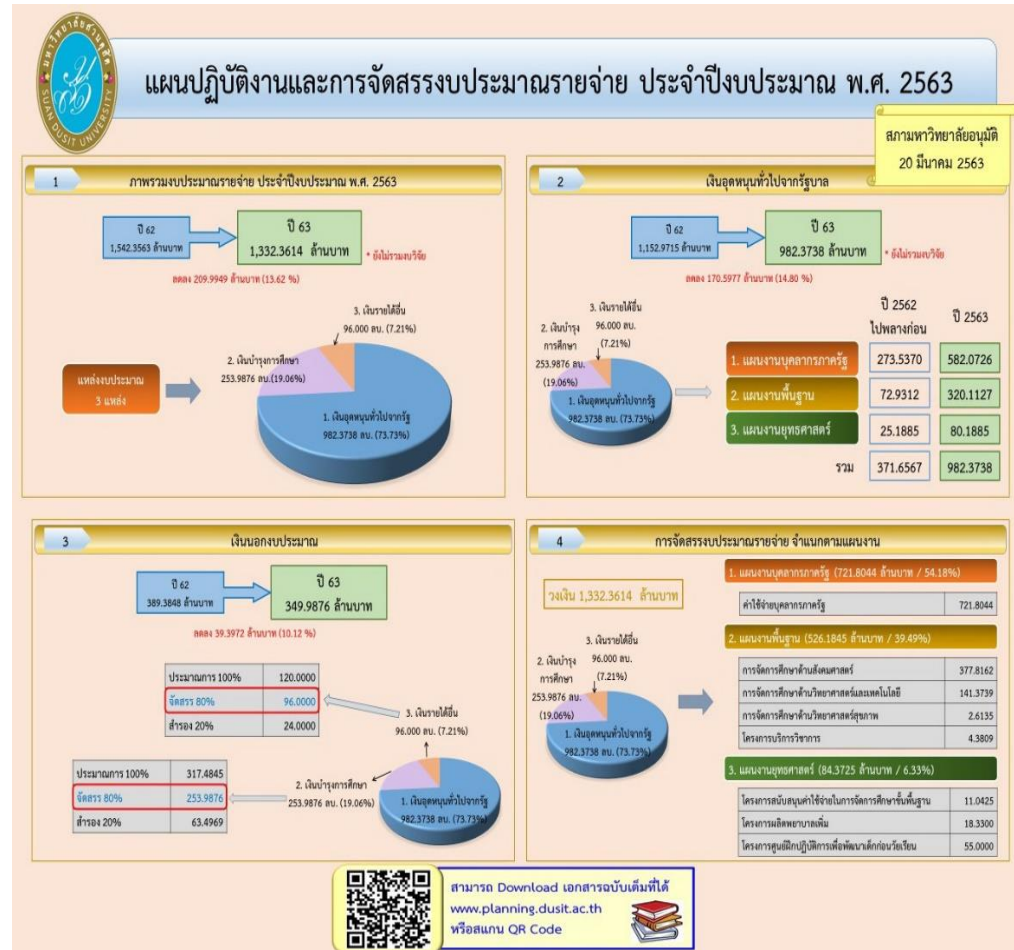 มหาวิทยาลัยสวนดุสิต
SUAN DUSIT UNIVERSITY
แผนปฏิบัติงานและการจัดสรรงบประมาณรายจ่าย ประจำปีงบประมาณ พ.ศ. 2563
สภามหาวิทยาลัยอนุมัติ
20 มีนาคม 2563
1
ภาพรวมงบประมาณรายจ่าย ประจำปีงบประมาณ พ.ศ. 2563
ปี 62
1,542.3563 ล้านบาท
ปี 63
1,332.3614 ล้านบาท
* ยังไม่รวมงบวิจัย
ลดลง 209.9949 ล้านบาท (13.62 %)
แหล่งงบประมาณ
3 แหล่ง
3. เงินรายได้อื่น
96.000 ลบ. (7.21%)
2. เงินบำรุงการศึกษา
253.9876 ลบ.(19.06%)
1. เงินอุดหนุนทั่วไปจากรัฐ
982.3738 ลบ. (73.73%)
2
เงินอุดหนุนทั่วไปจากรัฐบาล
ปี 62
1,152.9715 ล้านบาท
ปี 63
982.3738 ล้านบาท
* ยังไม่รวมงบวิจัย
ลดลง 170.5977 ล้านบาท (14.80 %)
3. เงินรายได้อื่น
96.000 ลบ.
(7.21%)
2. เงินบำรุง
การศึกษา
253.9876 ลบ.
(19.06%)
1. เงินอุดหนุนทั่วไปจากรัฐ
982.3738 ลบ. (73.73%)
ปี 2562
ไปพลางก่อน
ปี 2563
1. แผนงานบุคลากรภาครัฐ 273.5370 582.0726
2. แผนงานพื้นฐาน 72.9312 320.1127
3. แผนงานยุทธศาสตร์ 25.1885 80.1885
รวม 371.6567 982.3738
3
เงินนอกงบประมาณ
ปี 62
389.3848 ล้านบาท
ปี 63
349.9876 ล้านบาท
ลดลง 39.3972 ล้านบาท (10.12 %)
ประมาณการ 100% 120.0000
จัดสรร 80% 96.0000
สำรอง 20% 24.0000
3. เงินรายได้อื่น
96.000 ลบ. (7.21%)
ประมาณการ 100% 317.4845
จัดสรร 80% 253.9876
สำรอง 20% 63.4969
2. เงินบำรุงการศึกษา
253.9876 ลบ. (19.06%)
1. เงินอุดหนุนทั่วไปจากรัฐ
982.3738 ลบ. (73.73%)
4
การจัดสรรงบประมาณรายจ่าย จำแนกตามแผนงาน
วงเงิน 1,332.3614 ล้านบาท
3. เงินรายได้อื่น
96.000 ลบ.
(7.21%)
2. เงินบำรุง
การศึกษา
253.9876 ลบ.
(19.06%)
1. เงินอุดหนุนทั่วไปจากรัฐ
982.3738 ลบ. (73.73%)
1. แผนงานบุคลากรภาครัฐ (721.8044 ล้านบาท / 54.18%)
ค่าใช้จ่ายบุคลากรภาครัฐ 721.8044
2. แผนงานพื้นฐาน (526.1845 ล้านบาท / 39.49%)
การจัดการศึกษาด้านสังคมศาสตร์ 377.8162
การจัดการศึกษาด้านวิทยาศาสตร์และเทคโนโลยี 141.3739
การจัดการศึกษาด้านวิทยาศาสตร์สุขภาพ 2.6135
โครงการบริการวิชาการ 4.3809
3. แผนงานยุทธศาสตร์ (84.3725 ล้านบาท / 6.33%)
โครงการสนับสนุนค่าใช้จ่ายในการจัดการศึกษาขั้นพื้นฐาน 11.0425
โครงการผลิตพยาบาลเพิ่ม 18.3300
โครงการศูนย์ฝึกปฏิบัติการเพื่อพัฒนาเด็กก่อนวัยเรียน 55.0000
สามารถ Download เอกสารฉบับเต็มที่ได้
www.planning.dusit.ac.th
หรือสแกน QR Code